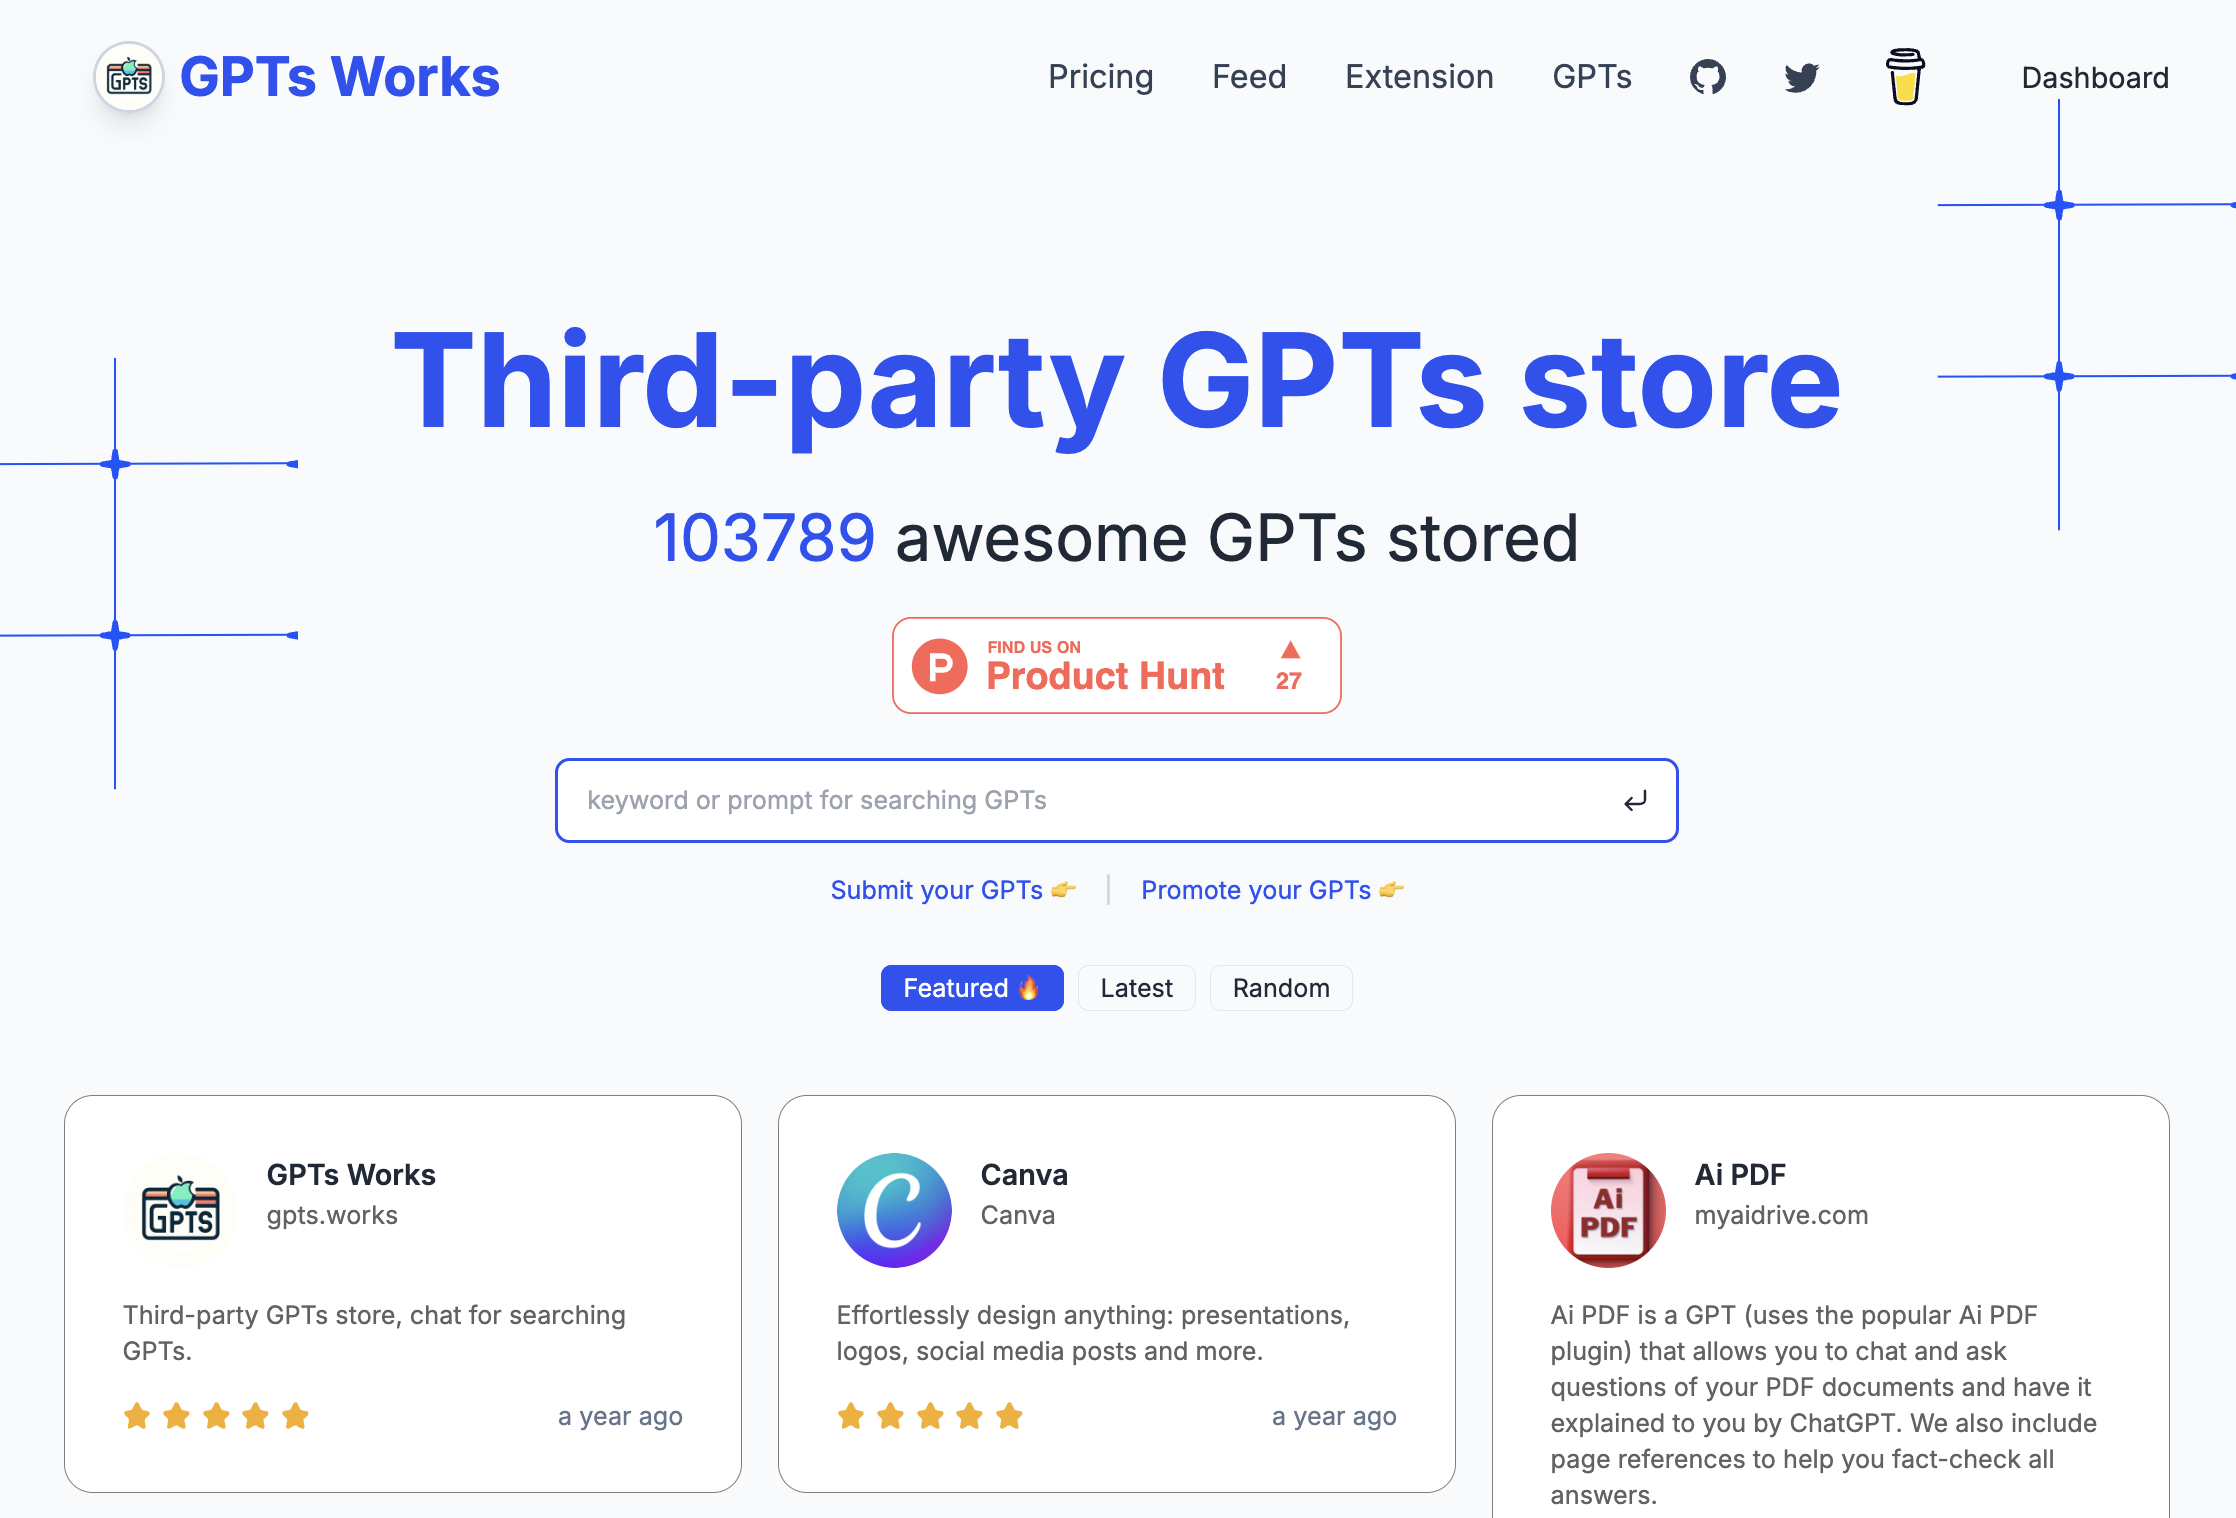 GPTS
GPTs Works
Pricing
Feed
Extension
GPTs
Dashboard
Third-party GPTs store
103789 awesome GPTs stored
P
FIND US ON
Product Hunt
27
keyword or prompt for searching GPTs
Submit your GPTs 👉
Promote your GPTs 👉
Featured 🔥
Latest
Random
GPTS
GPTs Works
gpts.works
Third-party GPTs store, chat for searching
GPTs.
a year ago
C
Canva
Canva
Effortlessly design anything: presentations,
logos, social media posts and more.
a year ago
Ai
PDF
Ai PDF
myaidrive.com
Ai PDF is a GPT (uses the popular Ai PDF
plugin) that allows you to chat and ask
questions of your PDF documents and have it
explained to you by ChatGPT. We also include
page references to help you fact-check all
answers.